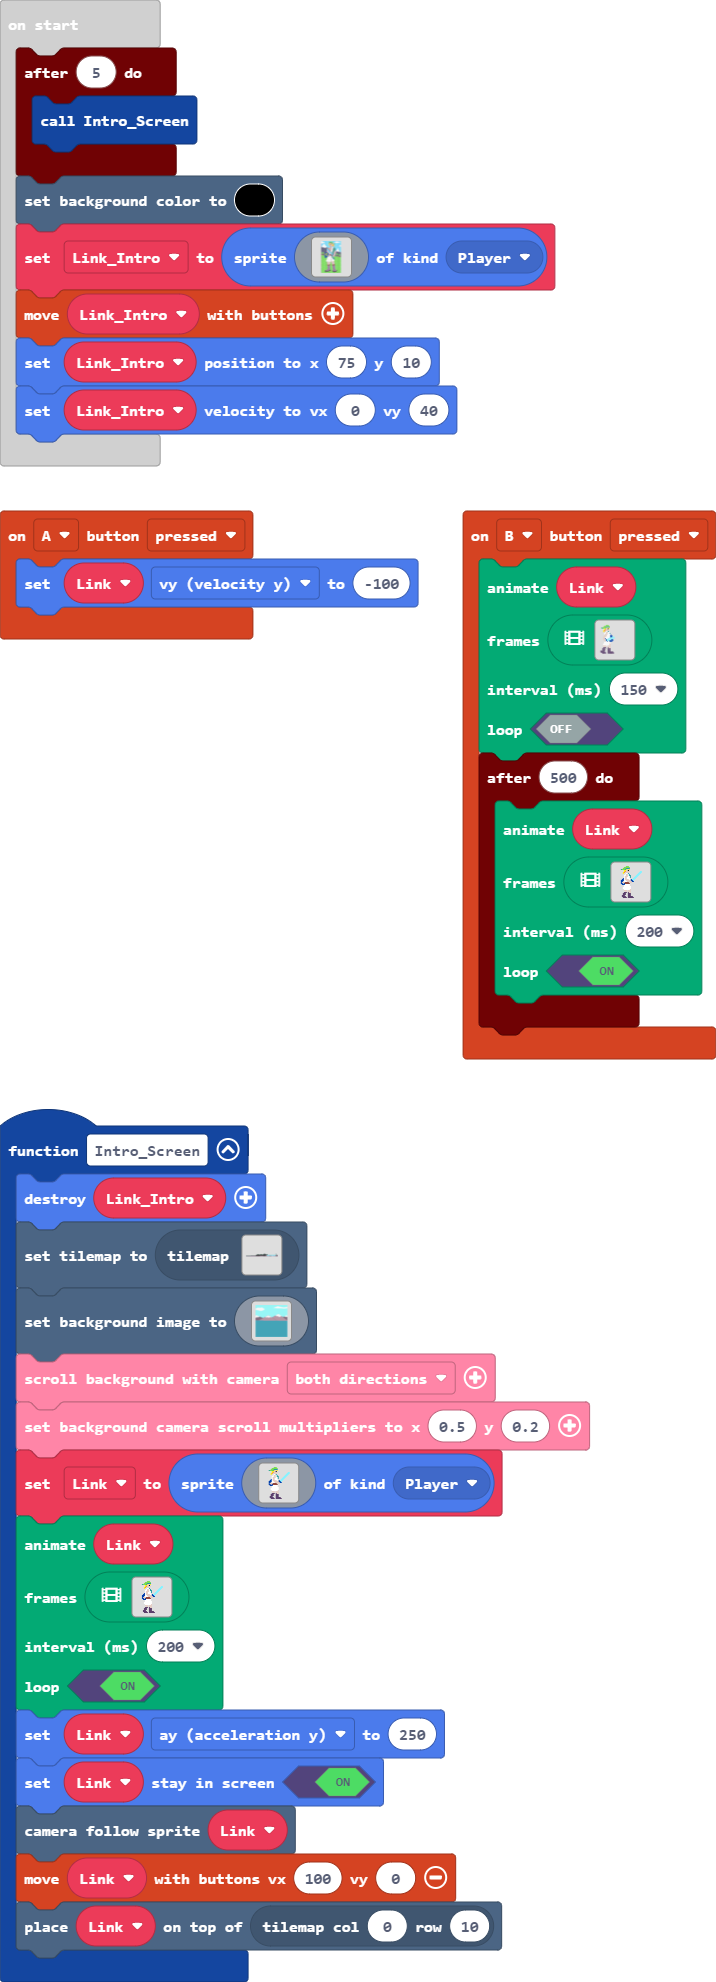 on start
after 5 do
call Intro_Screen
set background color to
set Link_Intro to sprite of kind Player
move Link_Intro with buttons
set Link_Intro position to x 75 y 10
set Link_Intro velocity to vx 0 vy 40
on A button pressed
set Link vy (velocity y) to -100
on B button pressed
animate Link
frames
interval (ms) 150
loop OFF
after 500 do
animate Link
frames
interval (ms) 200
loop ON
function Intro_Screen
destroy Link_Intro
set tilemap to tilemap
set background image to
scroll background with camera both directions
set background camera scroll multipliers to x 0.5 y 0.2
set Link to sprite of kind Player
animate Link
frames
interval (ms) 200
loop ON
set Link ay (acceleration y) to 250
set Link stay in screen ON
camera follow sprite Link
move Link with buttons vx 100 vy 0
place Link on top of tilemap col 0 row 10